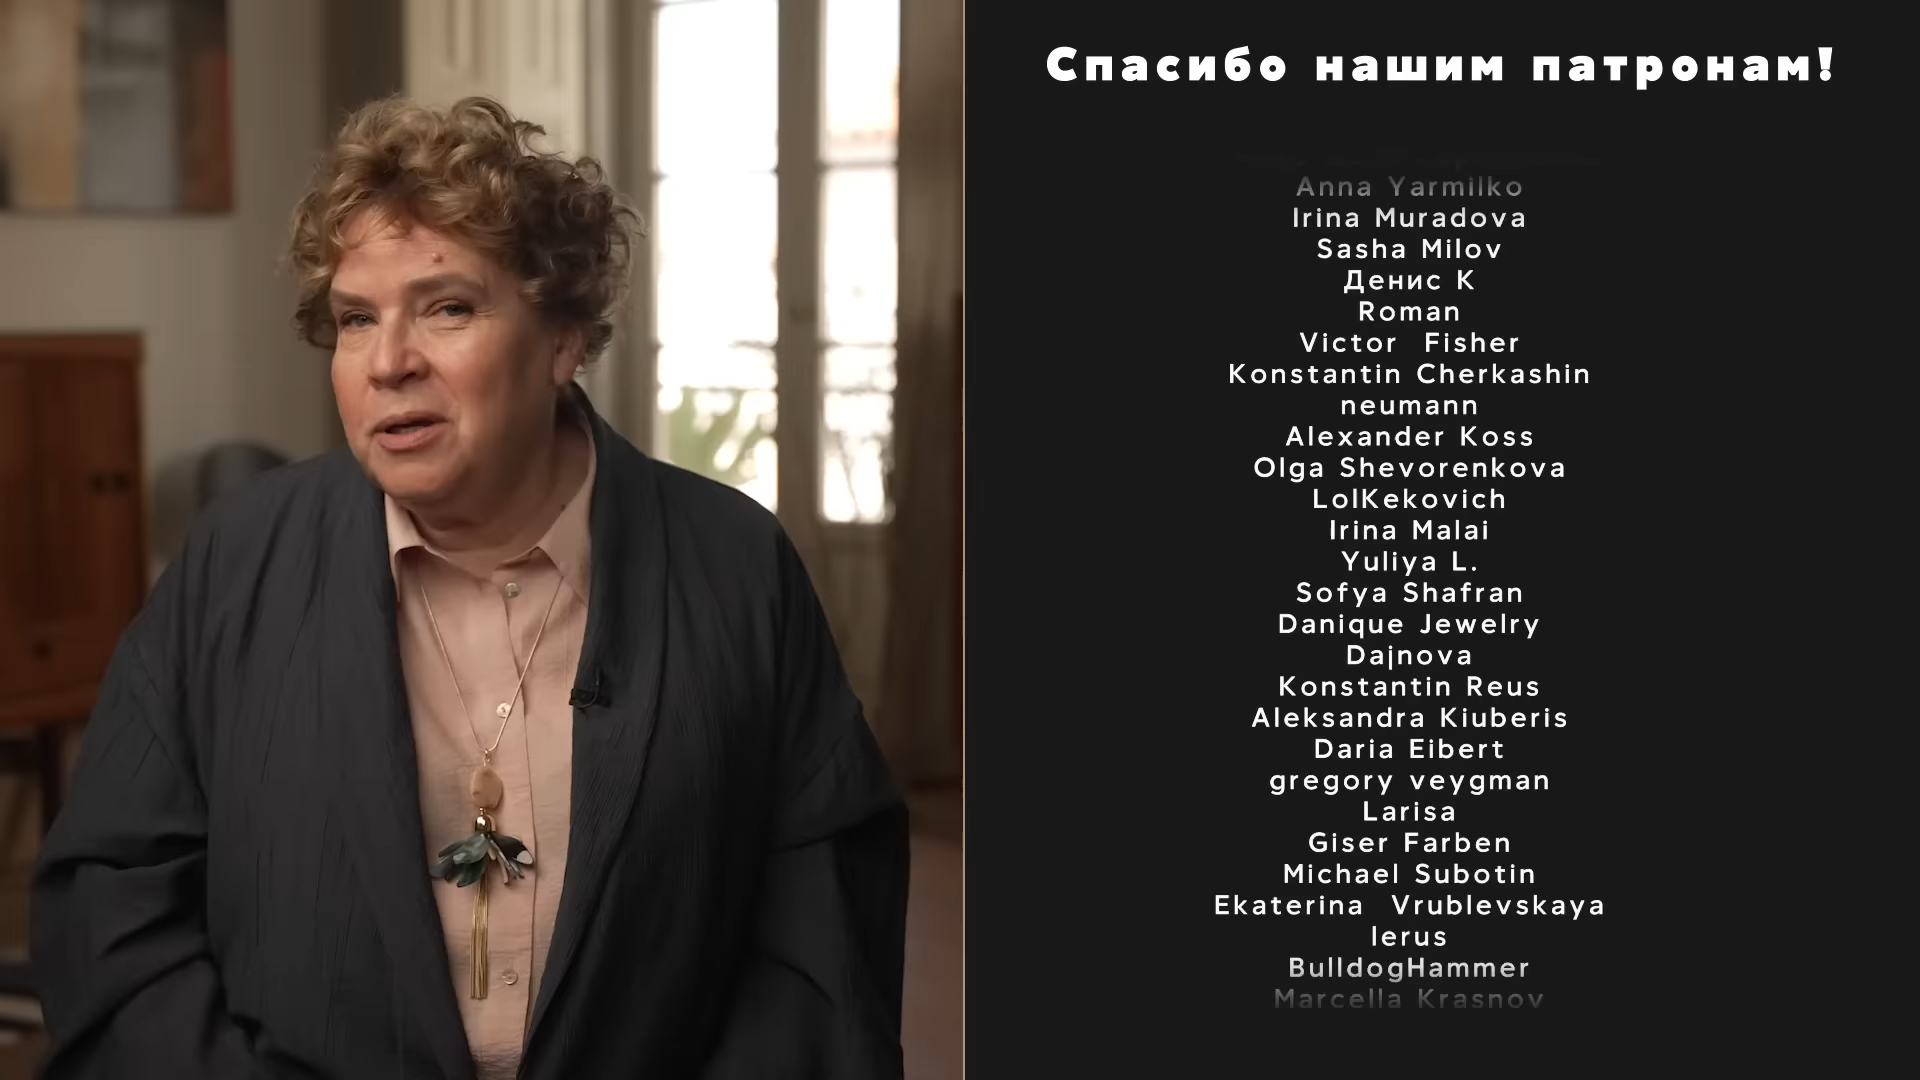 Спасибо нашим патронам!
Anna Yarmilko
Irina Muradova
Sasha Milov
Денис К
Roman
Victor Fisher
Konstantin Cherkashin
neumann
Alexander Koss
Olga Shevorenkova
LolKekovich
Irina Malai
Yuliya L.
Sofya Shafran
Danique Jewelry
Dajnova
Konstantin Reus
Aleksandra Kiuberis
Daria Eibert
gregory veygman
Larisa
Giser Farben
Michael Subotin
Ekaterina Vrublevskaya
lerus
BulldogHammer
Marcella Krasnov